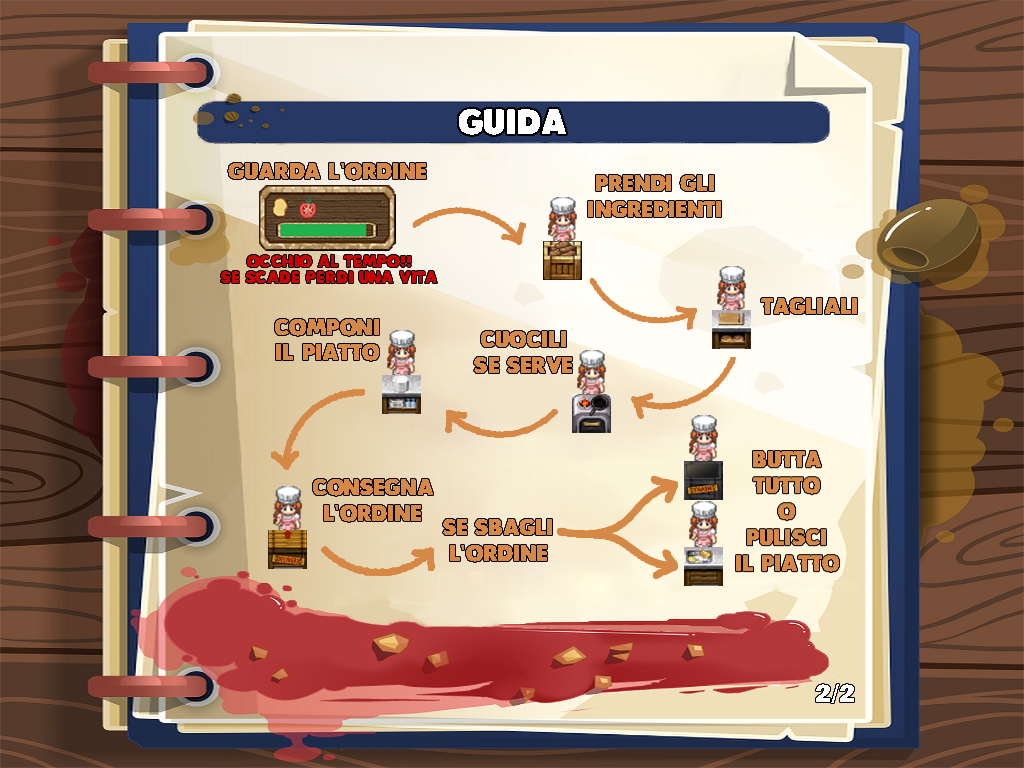 GUIDA
GUARDA L'ORDINE
OCCHIO AL TEMPO!!
SE SCADE PERDI UNA VITA
PRENDI GLI
INGREDIENTI
TAGLIALI
CUOCILI
SE SERVE
COMPONI
IL PIATTO
CONSEGNA
L'ORDINE
SE SBAGLI
L'ORDINE
BUTTA
TUTTO
O
PULISCI
IL PIATTO
2/2